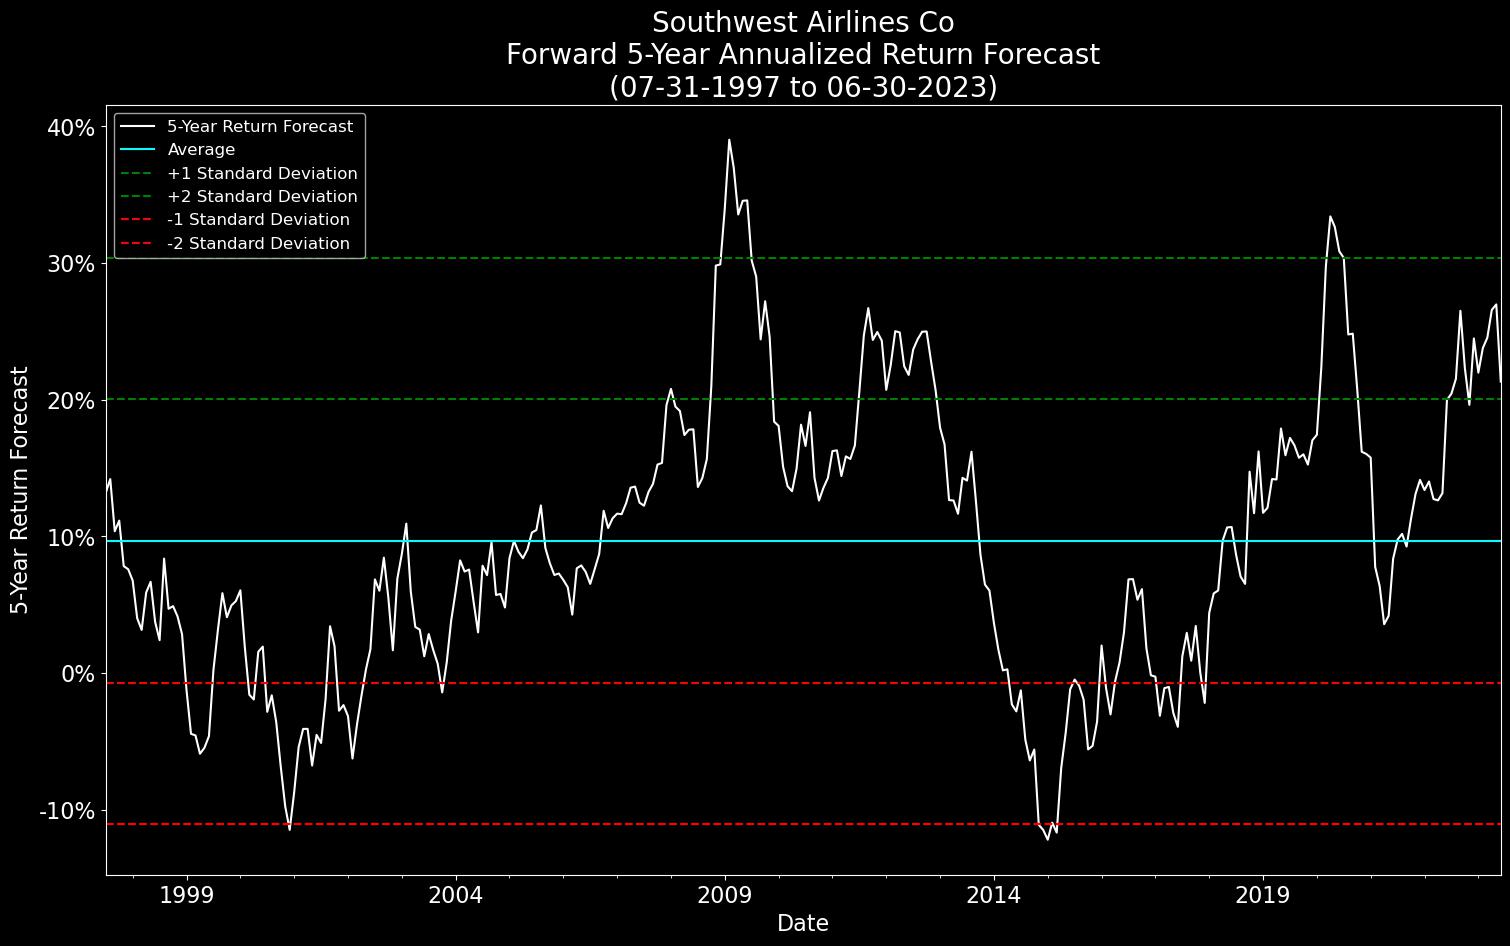 Southwest Airlines Co
Forward 5-Year Annualized Return Forecast
(07-31-1997 to 06-30-2023)
5-Year Return Forecast
Average
+1 Standard Deviation
+2 Standard Deviation
-1 Standard Deviation
-2 Standard Deviation
40%
30%
20%
10%
0%
-10%
5-Year Return Forecast
1999
2004
2009
2014
2019
Date